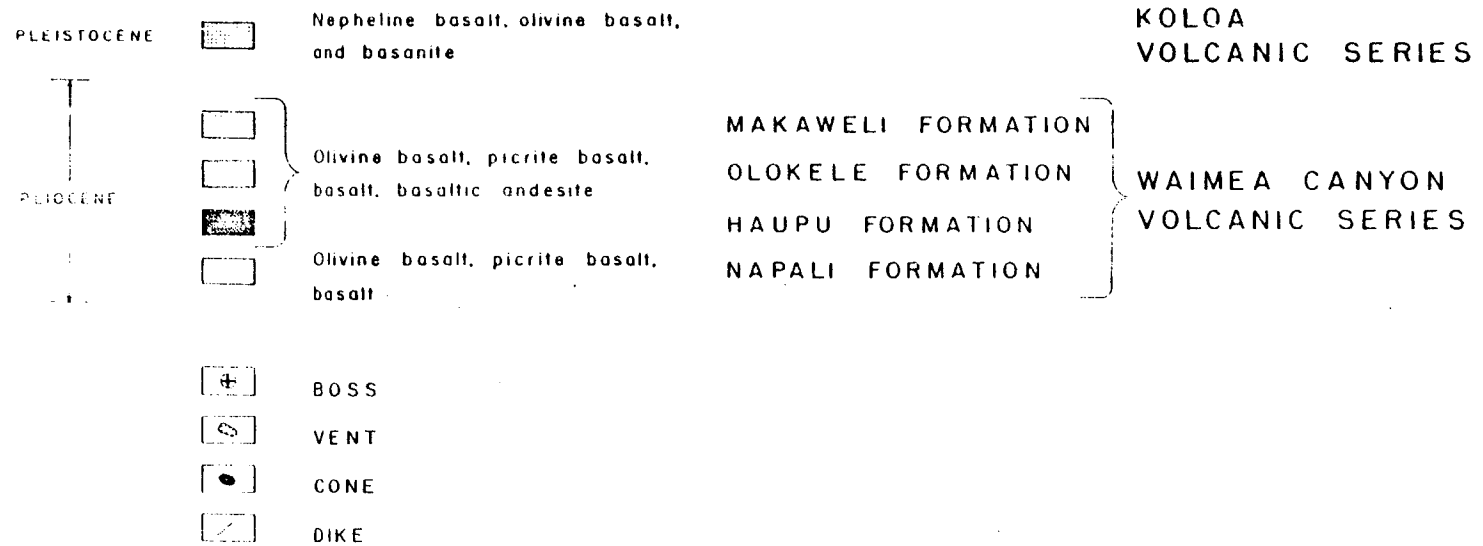 PLEISTOCENE
Nepheline basalt, olivine basalt,
and basanite
KOLOA
VOLCANIC SERIES
PLIOCENE
Olivine basalt, picrite basalt,
basalt, basaltic andesite
Olivine basalt, picrite basalt,
basalt
MAKAWELI FORMATION
OLOKELE FORMATION
HAUPU FORMATION
NAPALI FORMATION
WAIMEA CANYON
VOLCANIC SERIES
BOSS
VENT
CONE
DIKE